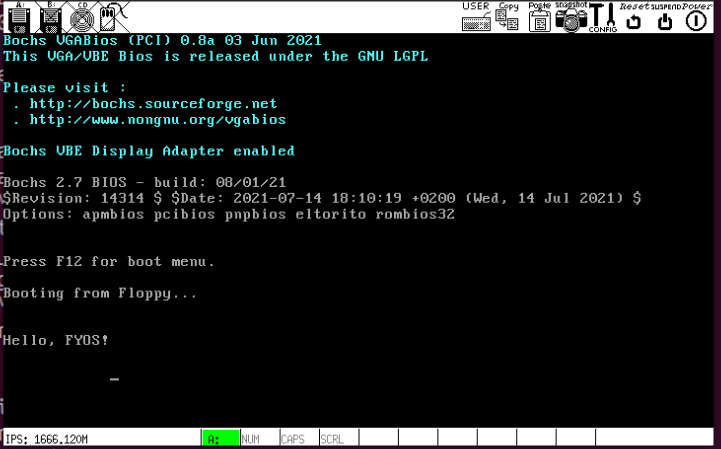 A: B: CD USER Copy Paste snapshot CONFIG Reset SUSPEND Power
Bochs VGABios (PCI) 0.8a 03 Jun 2021
This VGA/VBE Bios is released under the GNU LGPL
Please visit :
. http://bochs.sourceforge.net
. http://www.nongnu.org/vgabios
Bochs VBE Display Adapter enabled
Bochs 2.7 BIOS - build: 08/01/21
$Revision: 14314 $ $Date: 2021-07-14 18:10:19 +0200 (Wed, 14 Jul 2021) $
Options: apmbios pcibios pnpbios eltorito rombios32
Press F12 for boot menu.
Booting from Floppy...
Hello, FYOS!
_
IPS: 1666.120M A: NUM CAPS SCRL